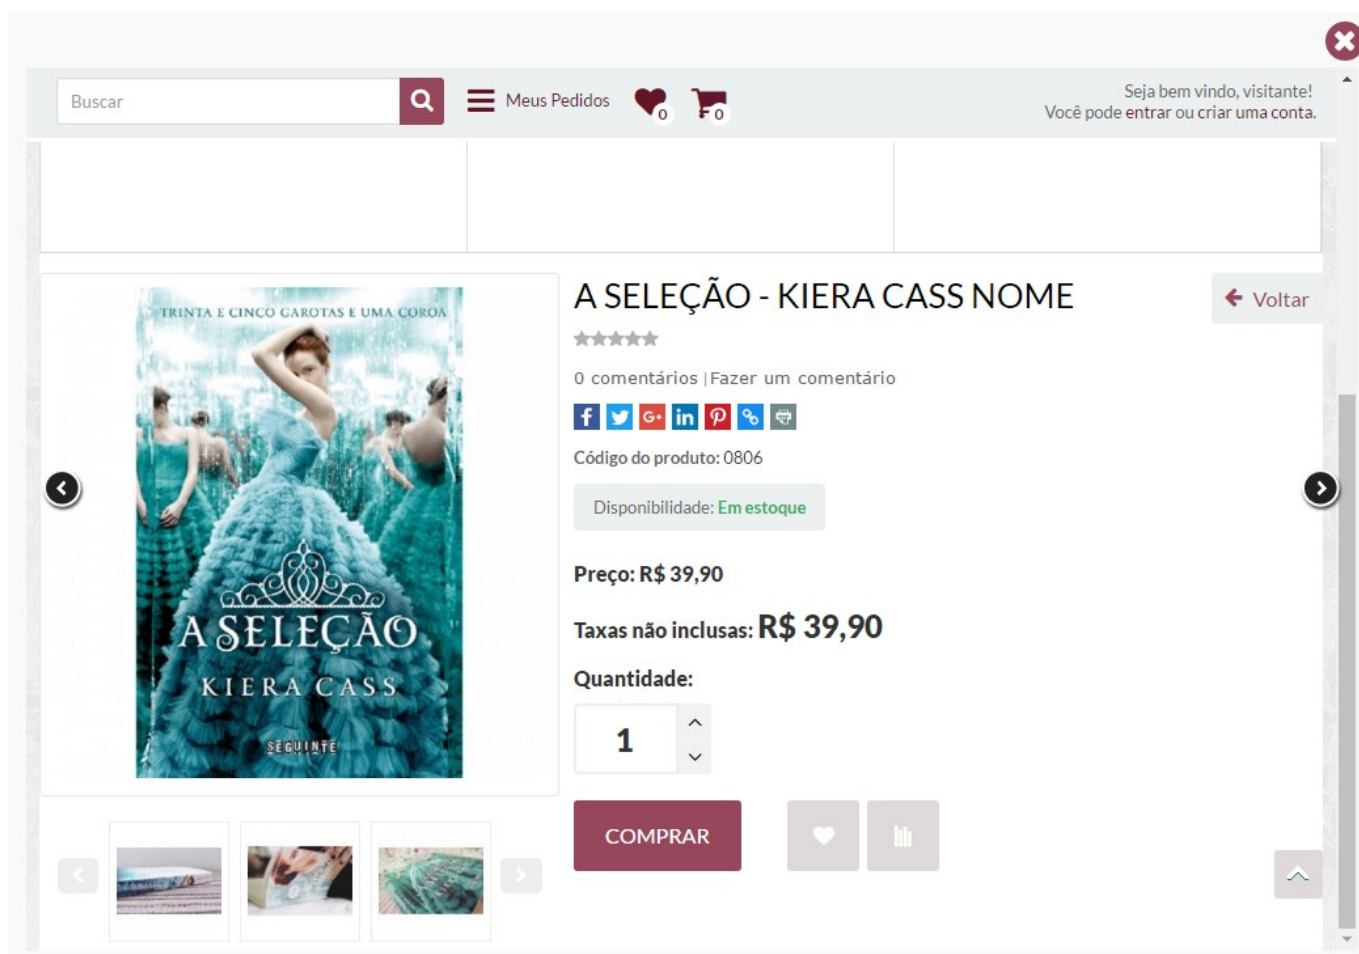 Buscar
Meus Pedidos
0
0
Seja bem vindo, visitante!
Você pode entrar ou criar uma conta.
TRINTA E CINCO GAROTAS E UMA COROA
A SELEÇÃO
KIERA CASS
SEGUINTE
A SELEÇÃO - KIERA CASS NOME
Voltar
0 comentários |Fazer um comentário
Código do produto: 0806
Disponibilidade: Em estoque
Preço: R$ 39,90
Taxas não inclusas: R$ 39,90
Quantidade:
1
COMPRAR